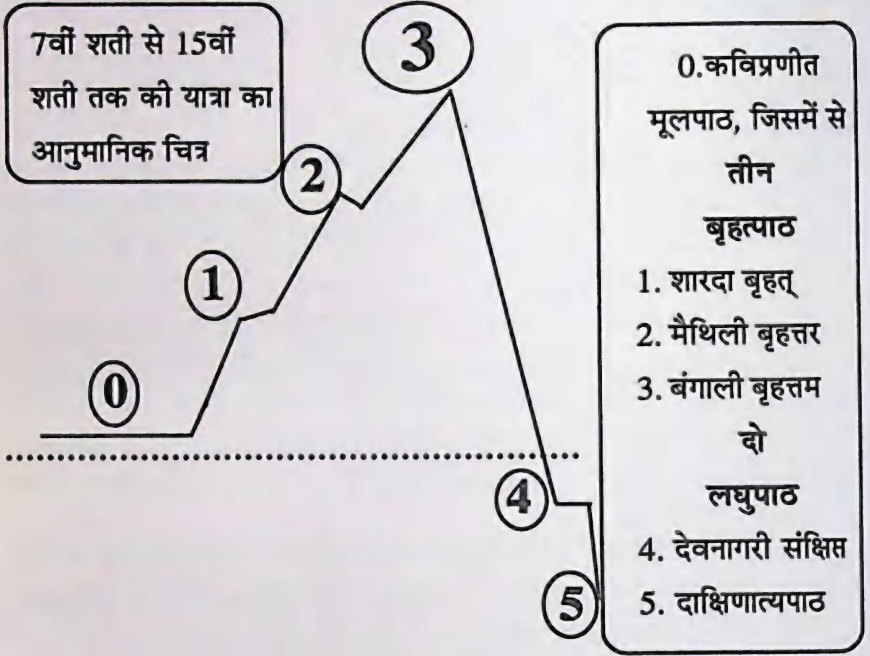 7वीं शती से 15वीं
शती तक की यात्रा का
आनुमानिक चित्र
3
2
1
0
4
5
0.कविप्रणीत
मूलपाठ, जिसमें से
तीन
बृहत्पाठ
1. शारदा बृहत्
2. मैथिली बृहत्तर
3. बंगाली बृहत्तम
दो
लघुपाठ
4. देवनागरी संक्षिप्त
5. दाक्षिणात्यपाठ